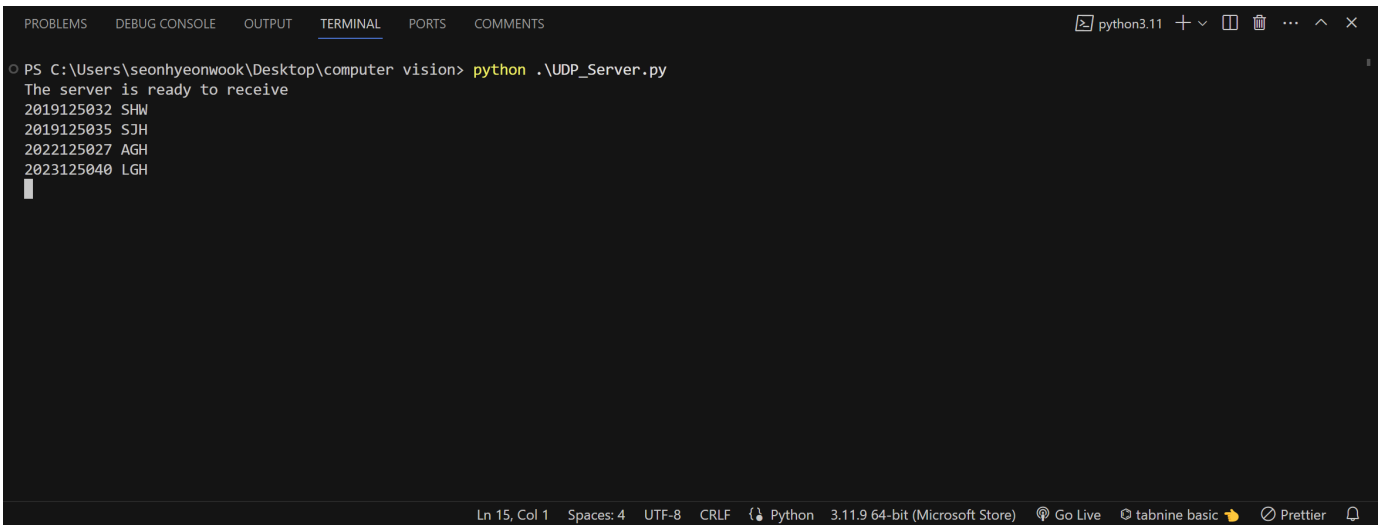 PROBLEMS DEBUG CONSOLE OUTPUT TERMINAL PORTS COMMENTS python3.11
PS C:\Users\seonhyeonwook\Desktop\computer vision> python .\UDP_Server.py
The server is ready to receive
2019125032 SHW
2019125035 SJH
2022125027 AGH
2023125040 LGH
Ln 15, Col 1 Spaces: 4 UTF-8 CRLF Python 3.11.9 64-bit (Microsoft Store) Go Live tabnine basic Prettier